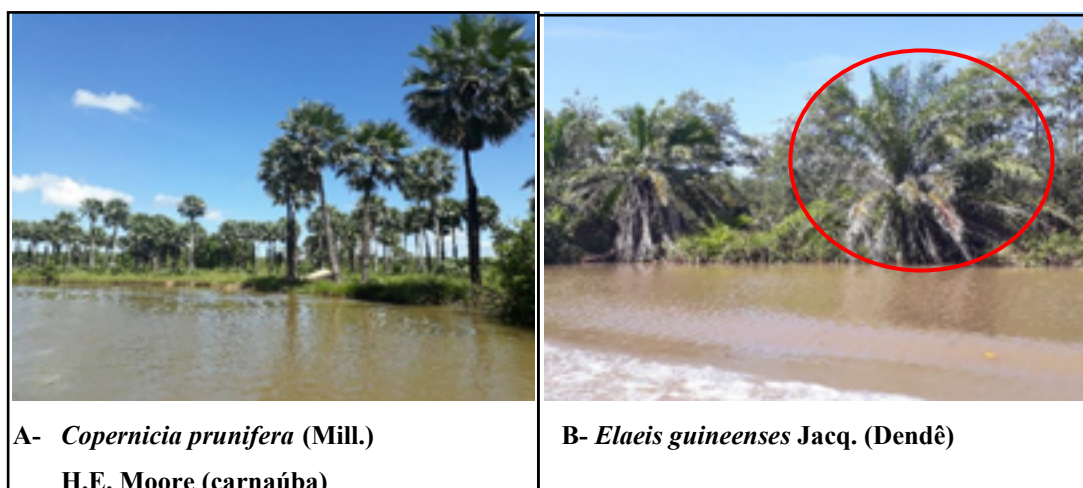 A- Copernicia prunifera (Mill.)
H.E. Moore (carnaúba)
B- Elaeis guineenses Jacq. (Dendê)